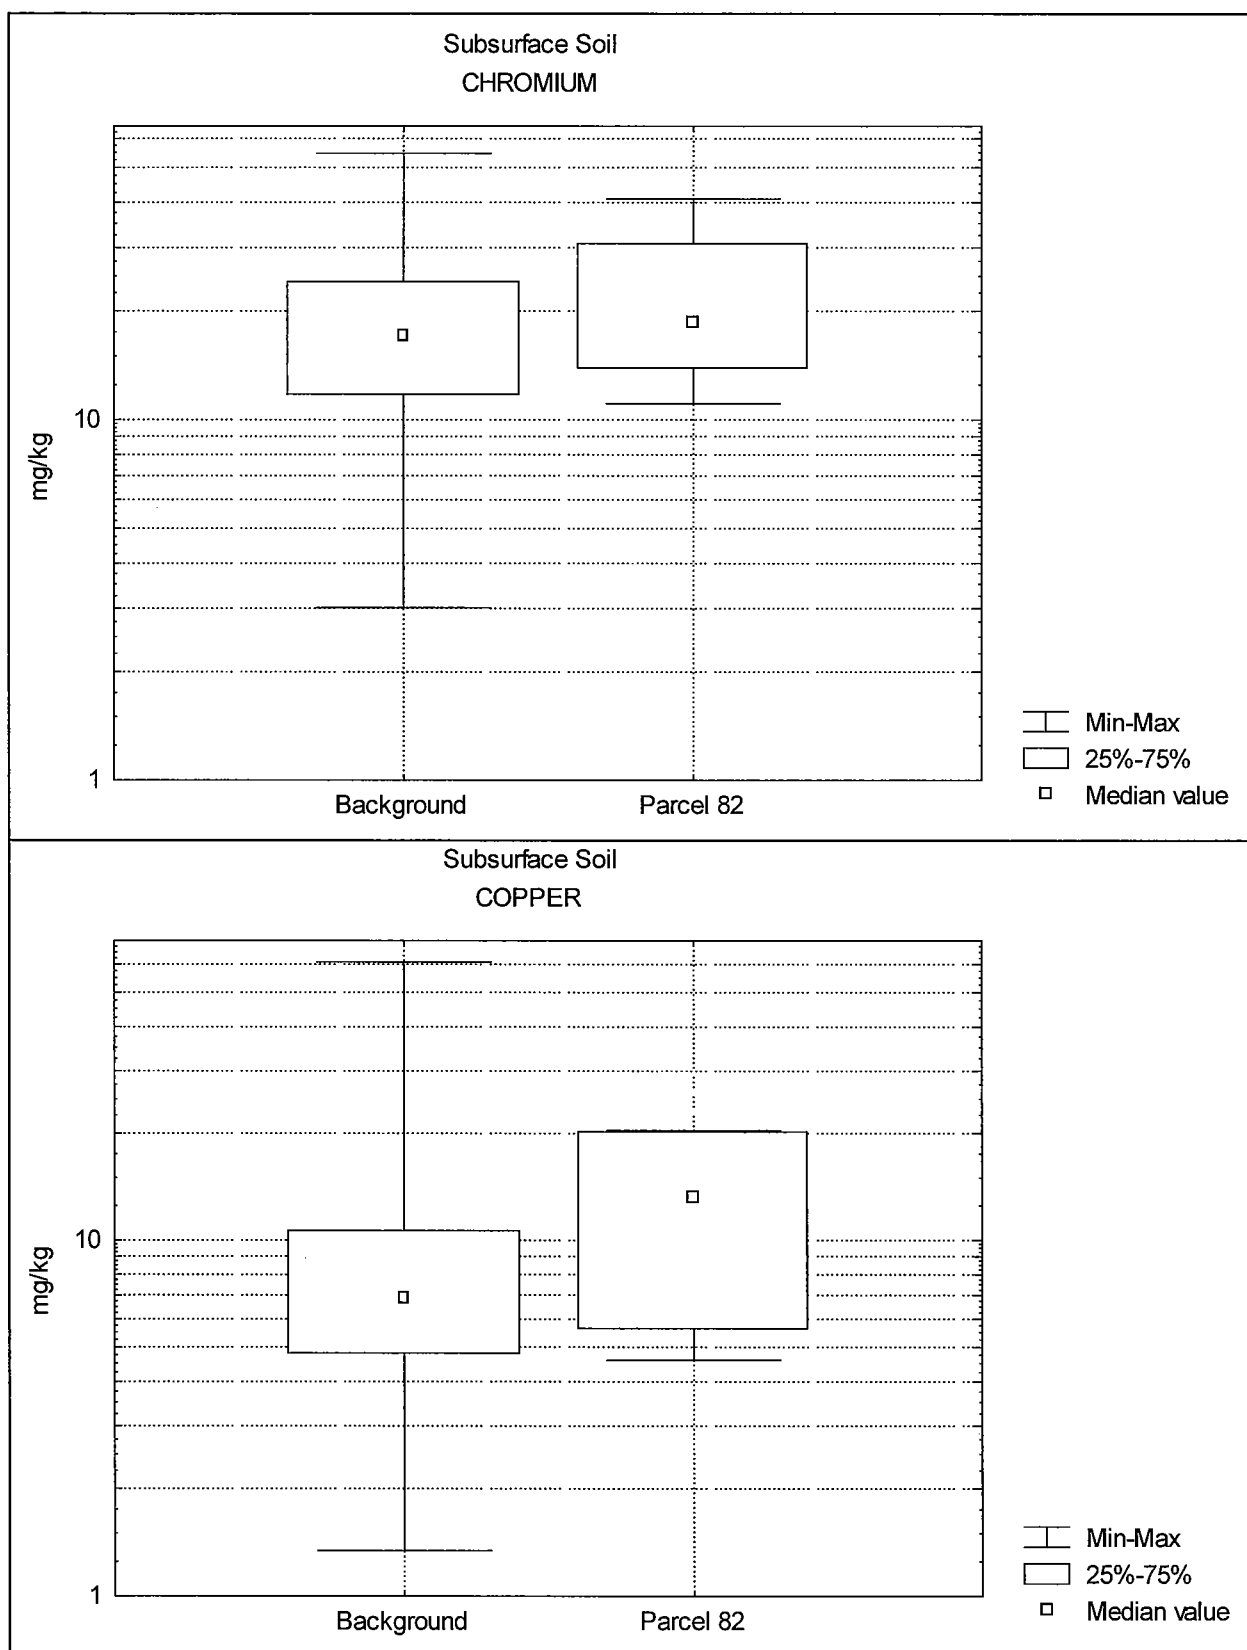 Subsurface Soil
CHROMIUM
mg/kg
10
1
Background
Parcel 82
Min-Max
25%-75%
Median value
Subsurface Soil
COPPER
mg/kg
10
1
Background
Parcel 82
Min-Max
25%-75%
Median value